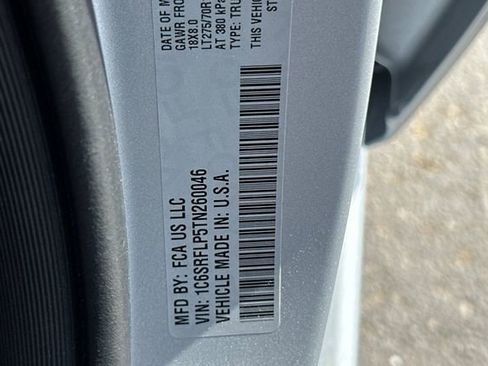 DATE OF M
GAWR FRO
18X8.0
LT275/70R
AT 380 kPa
TYPE: TRU
THIS VEHIC
ST
MFD BY: FCA US LLC
VIN: 1C6SRFLP5TN260046
VEHICLE MADE IN: U.S.A.